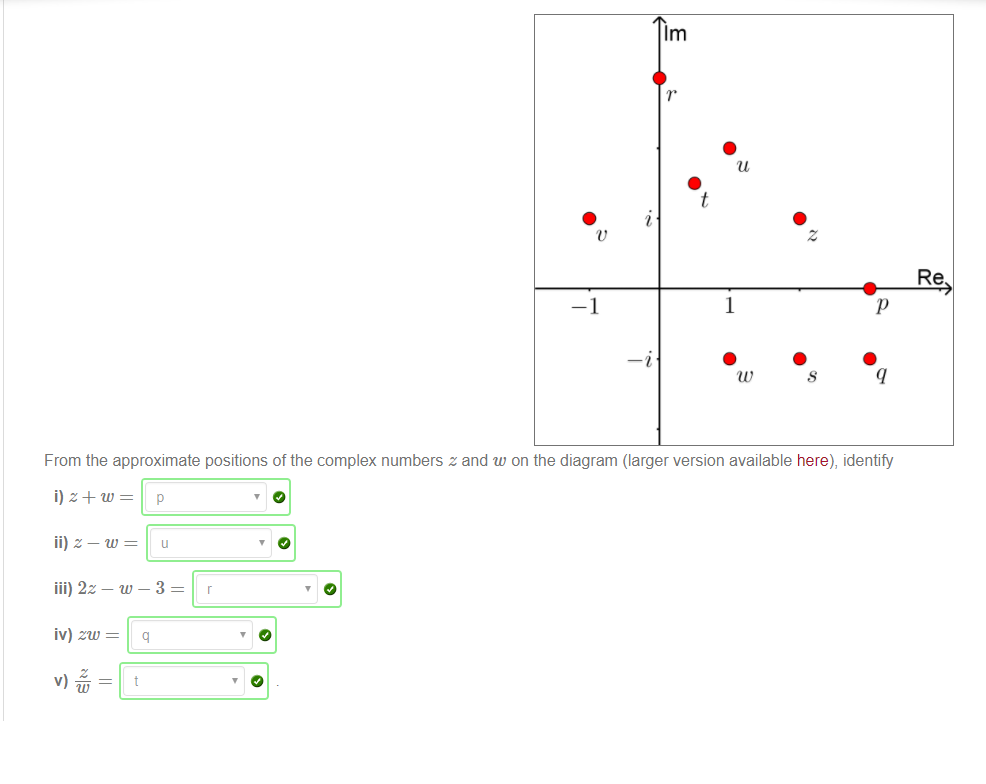 Im
r
u
t
i
v
z
Re
−1
1
p
−i
w
s
q
From the approximate positions of the complex numbers z and w on the diagram (larger version available here), identify
i) z + w = p
ii) z − w = u
iii) 2z − w − 3 = r
iv) zw = q
v) z/w = t .